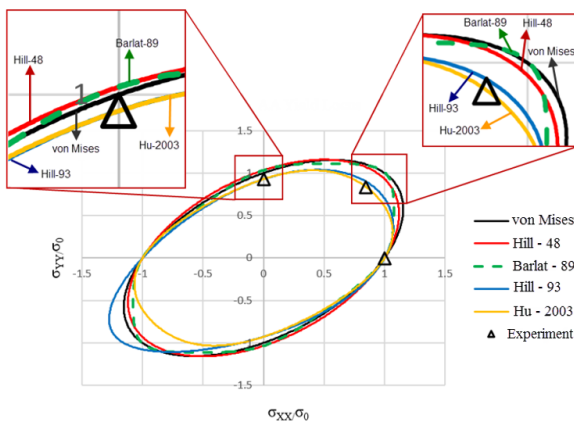 Hill-48
Barlat-89
1
von Mises
Hu-2003
Hill-93
Barlat-89
Hill-48
von Mises
Hill-93
Hu-2003
1.5
1
0.5
0
-0.5
-1
-1.5
-1.5
-1
-0.5
0
0.5
1
1.5
σYY/σ0
σXX/σ0
von Mises
Hill - 48
Barlat - 89
Hill - 93
Hu - 2003
Experiment